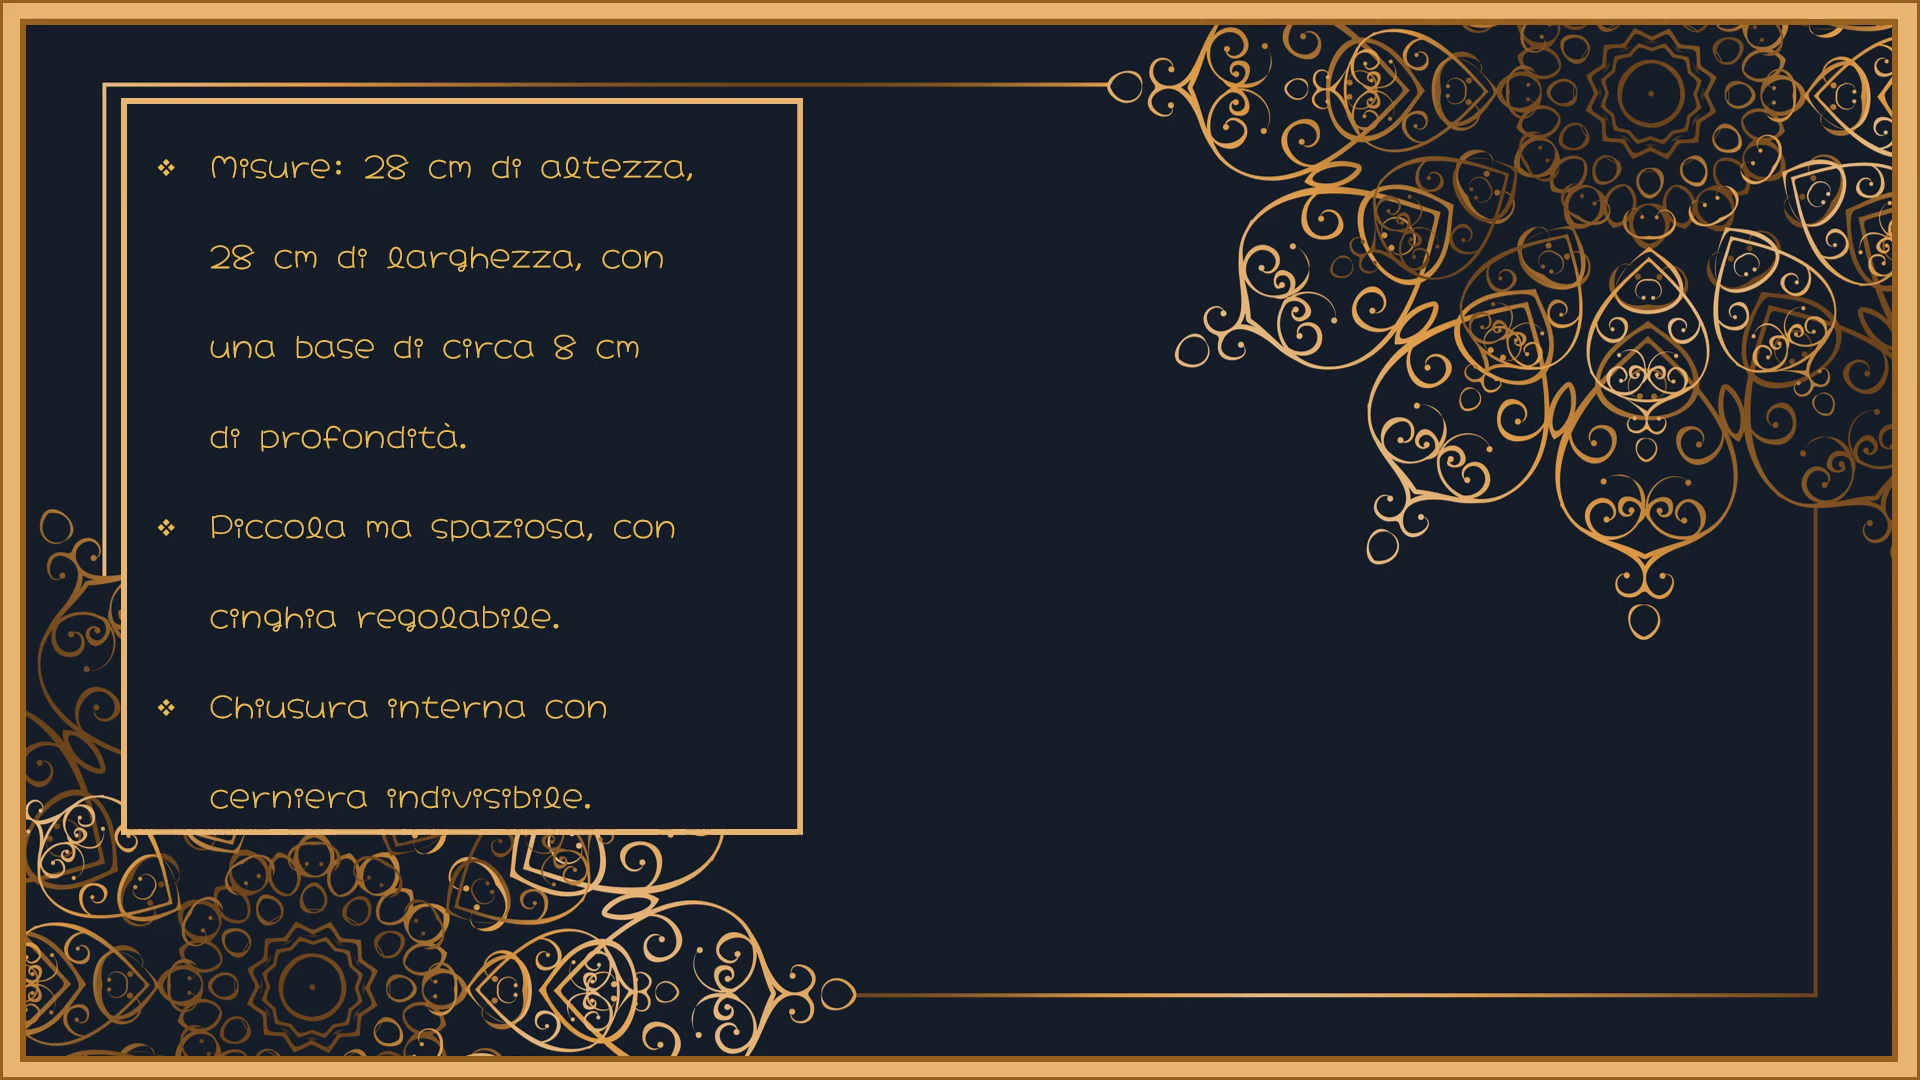 ❖ Misure: 28 cm di altezza,
28 cm di larghezza, con
una base di circa 8 cm
di profondità.
❖ Piccola ma spaziosa, con
cinghia regolabile.
❖ Chiusura interna con
cerniera indivisibile.